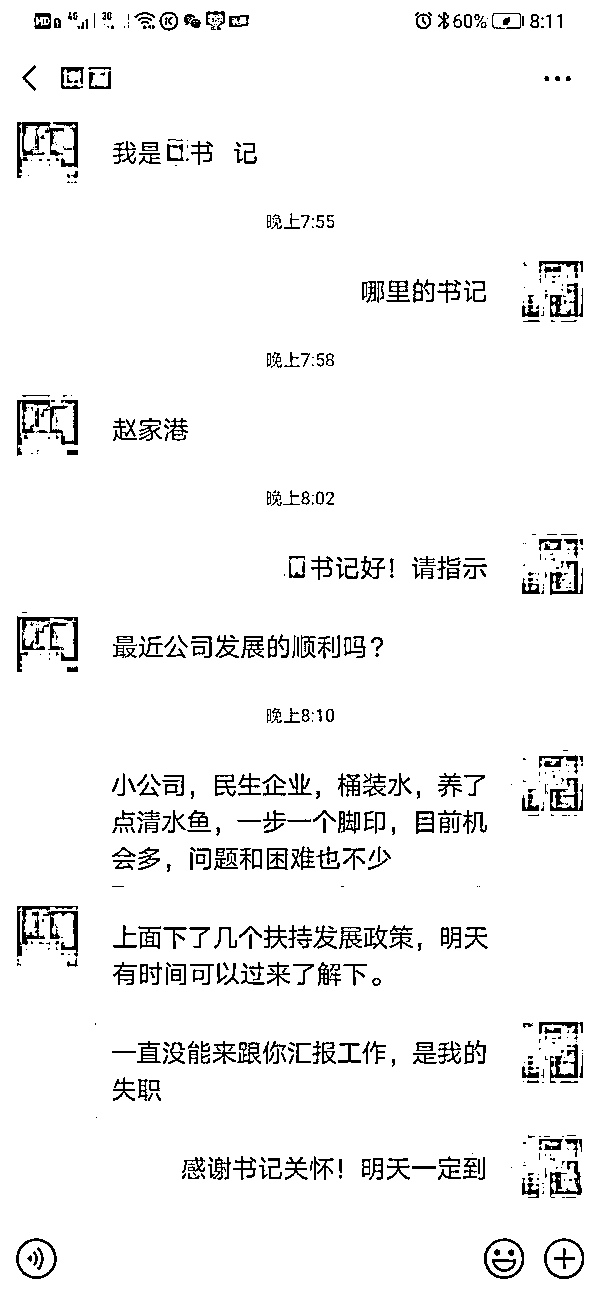 60% 8:11
我是 书 记
晚上7:55
哪里的书记
晚上7:58
赵家港
晚上8:02
书记好！请指示
最近公司发展的顺利吗？
晚上8:10
小公司，民生企业，桶装水，养了
点清水鱼，一步一个脚印，目前机
会多，问题和困难也不少
上面下了几个扶持发展政策，明天
有时间可以过来了解下。
一直没能来跟你汇报工作，是我的
失职
感谢书记关怀！明天一定到